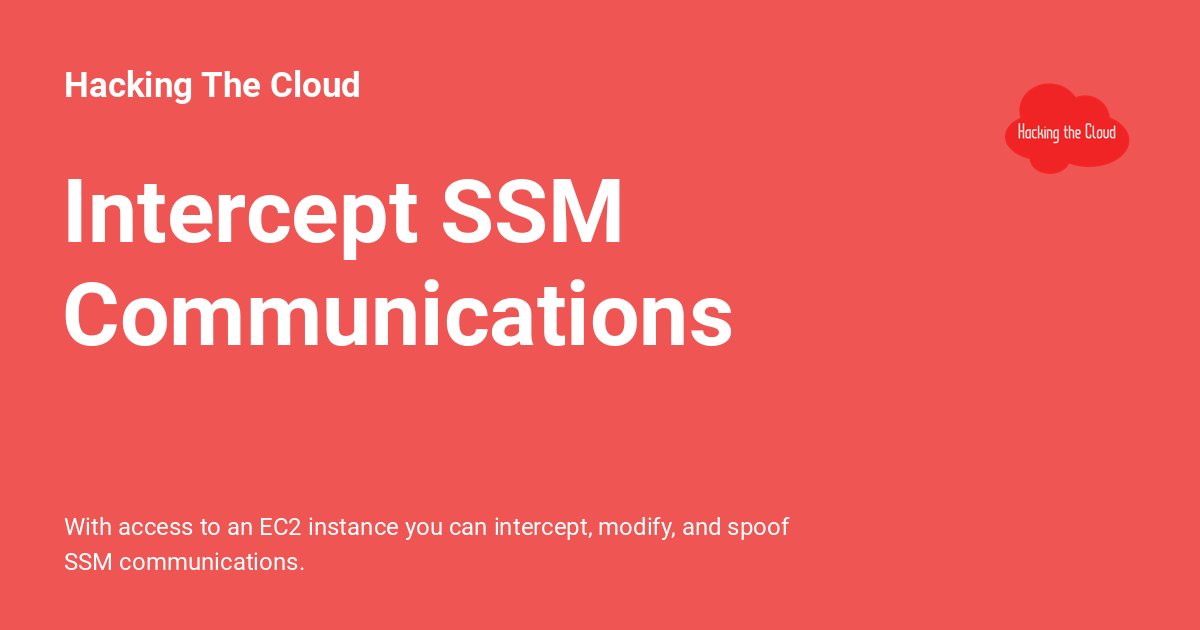 Hacking The Cloud
Hacking the Cloud
Intercept SSM
Communications
With access to an EC2 instance you can intercept, modify, and spoof
SSM communications.